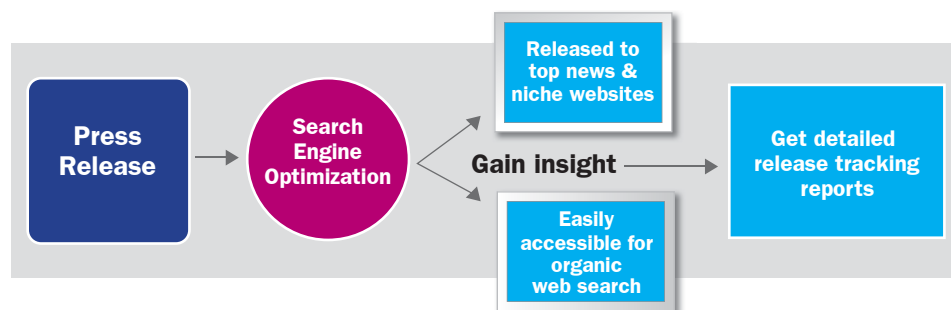 Press
Release
Search
Engine
Optimization
Released to
top news &
niche websites
Gain insight
Easily
accessible for
organic
web search
Get detailed
release tracking
reports